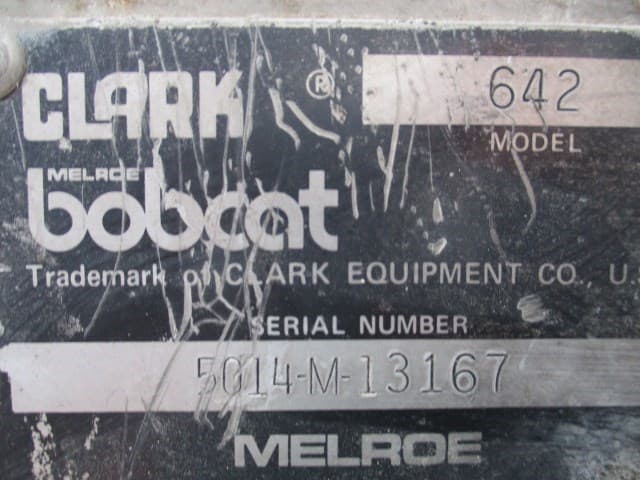 CLARK ® 642
MODEL
MELROE
bobcat
Trademark of CLARK EQUIPMENT CO., U.
SERIAL NUMBER
5014-M-13167
MELROE